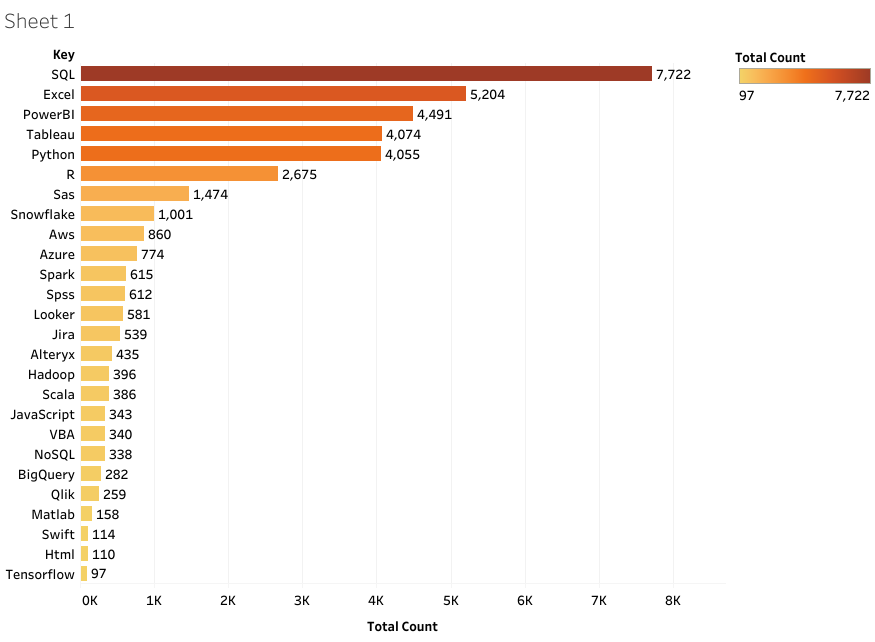 Sheet 1
Key
SQL 7,722
Excel 5,204
PowerBI 4,491
Tableau 4,074
Python 4,055
R 2,675
Sas 1,474
Snowflake 1,001
Aws 860
Azure 774
Spark 615
Spss 612
Looker 581
Jira 539
Alteryx 435
Hadoop 396
Scala 386
JavaScript 343
VBA 340
NoSQL 338
BigQuery 282
Qlik 259
Matlab 158
Swift 114
Html 110
Tensorflow 97
0K 1K 2K 3K 4K 5K 6K 7K 8K
Total Count
Total Count
97 7,722